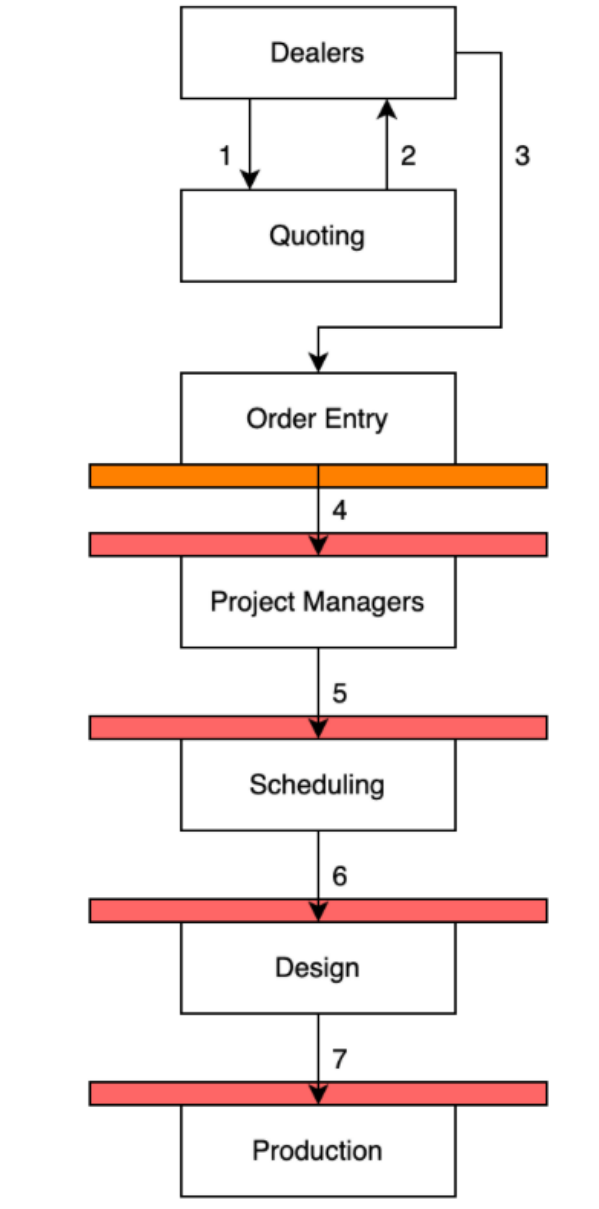 Dealers
1
2
3
Quoting
Order Entry
4
Project Managers
5
Scheduling
6
Design
7
Production